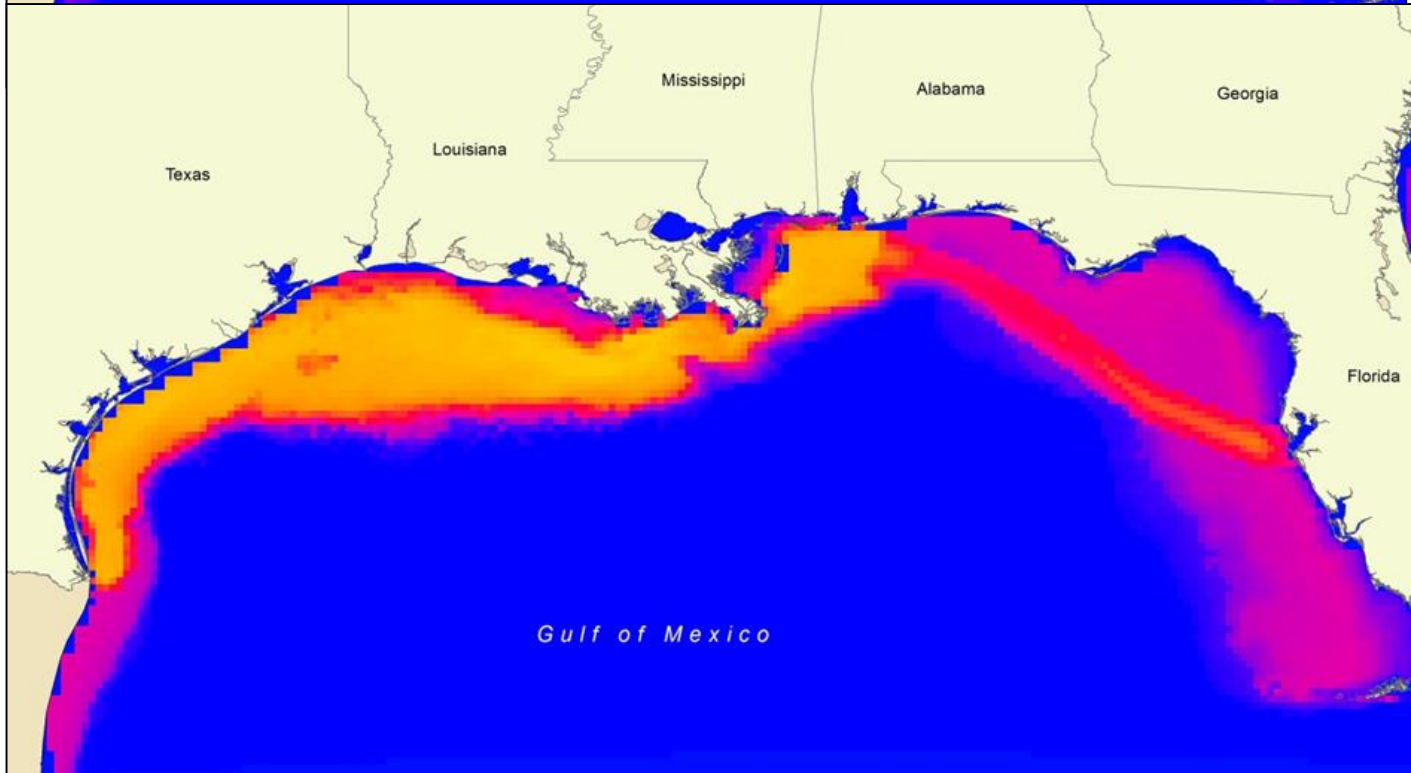 Mississippi
Alabama
Georgia
Louisiana
Texas
Florida
Gulf of Mexico